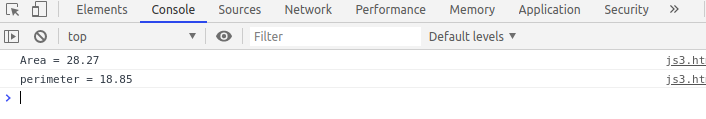 Elements Console Sources Network Performance Memory Application Security »
top Filter Default levels
Area = 28.27 js3.ht
perimeter = 18.85 js3.ht
>